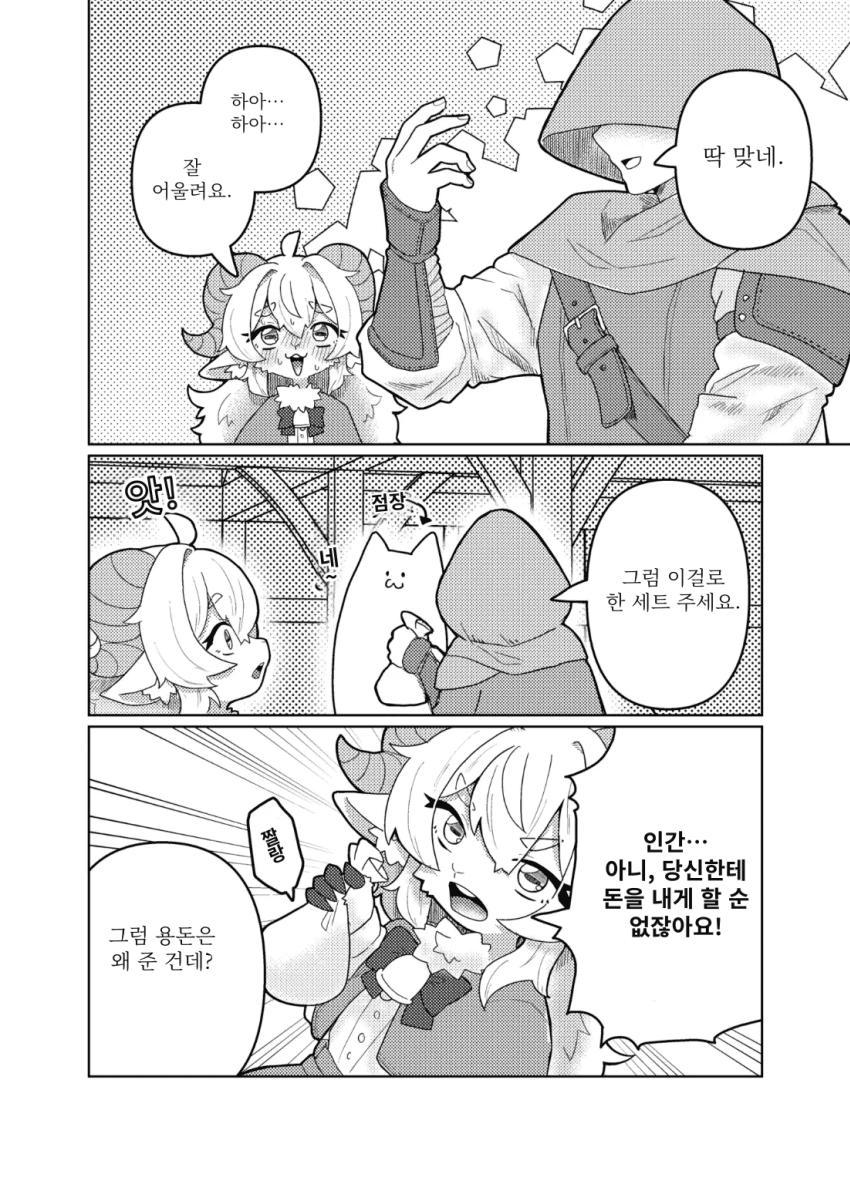 딱 맞네.
하아…
하아…
잘
어울려요.
그럼 이걸로
한 세트 주세요.
점장
네~
앗!
인간…
아니, 당신한테
돈을 내게 할 순
없잖아요!
짤랑
그럼 용돈은
왜 준 건데?